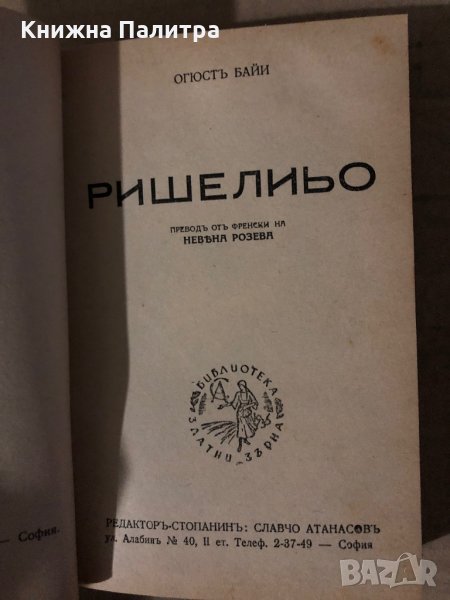 Книжна Палитра
ОГЮСТЪ БАЙИ
РИШЕЛИЬО
ПРЕВОДЪ ОТЪ ФРЕНСКИ НА
НЕВѢНА РОЗЕВА
БИБЛИОТЕКА
ЗЛАТНИ ЗЪРНА
РЕДАКТОРЪ-СТОПАНИНЪ: СЛАВЧО АТАНАСОВЪ
ул. Алабинъ № 40, II ет. Телеф. 2-37-49 — София
— София.
BAZAR